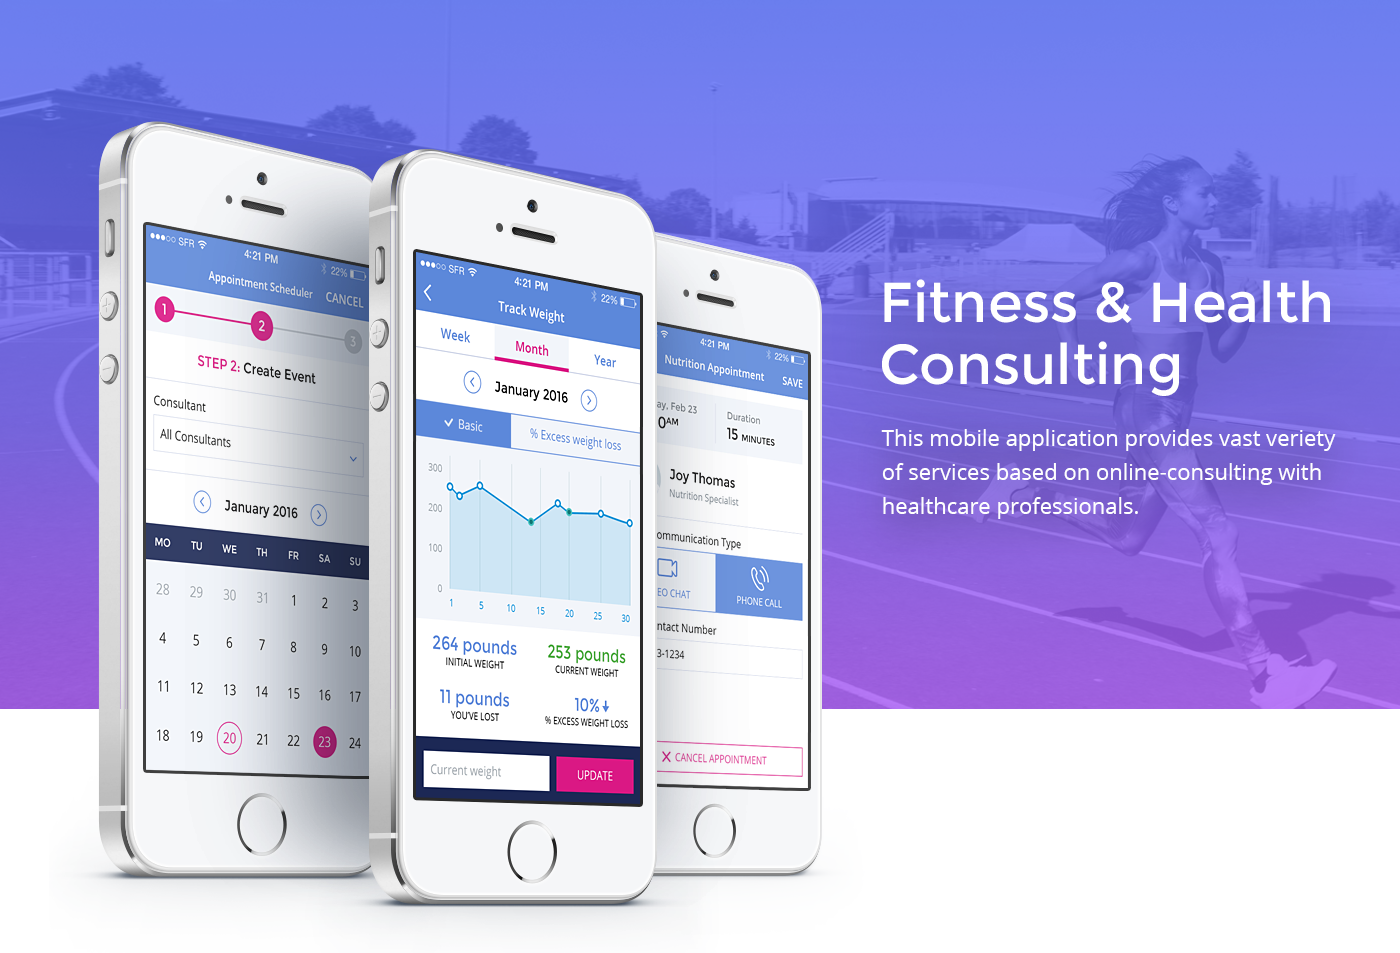 Fitness & Health
Consulting
This mobile application provides vast veriety
of services based on online-consulting with
healthcare professionals.
SFR
4:21 PM
22%
Appointment Scheduler
CANCEL
1
2
3
STEP 2: Create Event
Consultant
All Consultants
January 2016
MO TU WE TH FR SA SU
28 29 30 31 1 2 3
4 5 6 7 8 9 10
11 12 13 14 15 16 17
18 19 20 21 22 23 24
SFR
4:21 PM
22%
Track Weight
Week Month Year
January 2016
Basic
% Excess weight loss
300
200
100
0
1 5 10 15 20 25 30
264 pounds
INITIAL WEIGHT
253 pounds
CURRENT WEIGHT
11 pounds
YOU'VE LOST
10%
% EXCESS WEIGHT LOSS
Current weight
UPDATE
4:21 PM
22%
Nutrition Appointment
SAVE
ay, Feb 23
0AM
Duration
15 MINUTES
Joy Thomas
Nutrition Specialist
ommunication Type
EO CHAT
PHONE CALL
ntact Number
3-1234
CANCEL APPOINTMENT